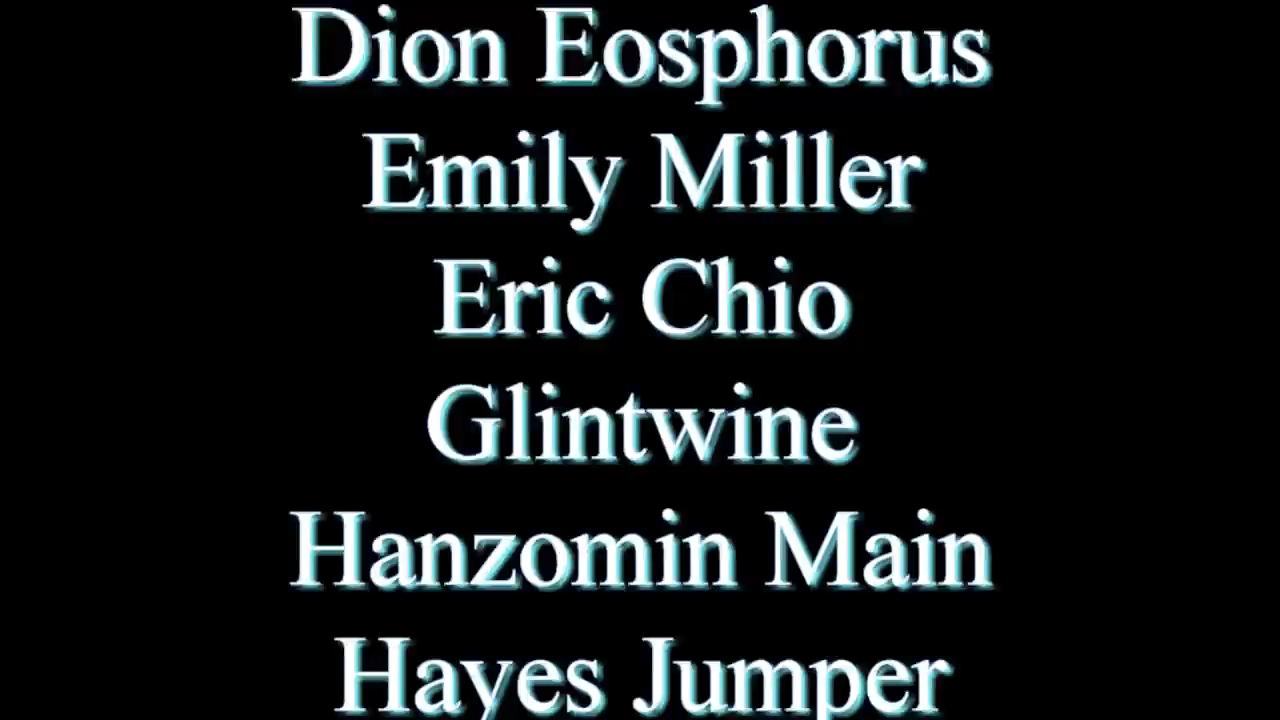 Dion Eosphorus
Emily Miller
Eric Chio
Glintwine
Hanzomin Main
Hayes Jumper